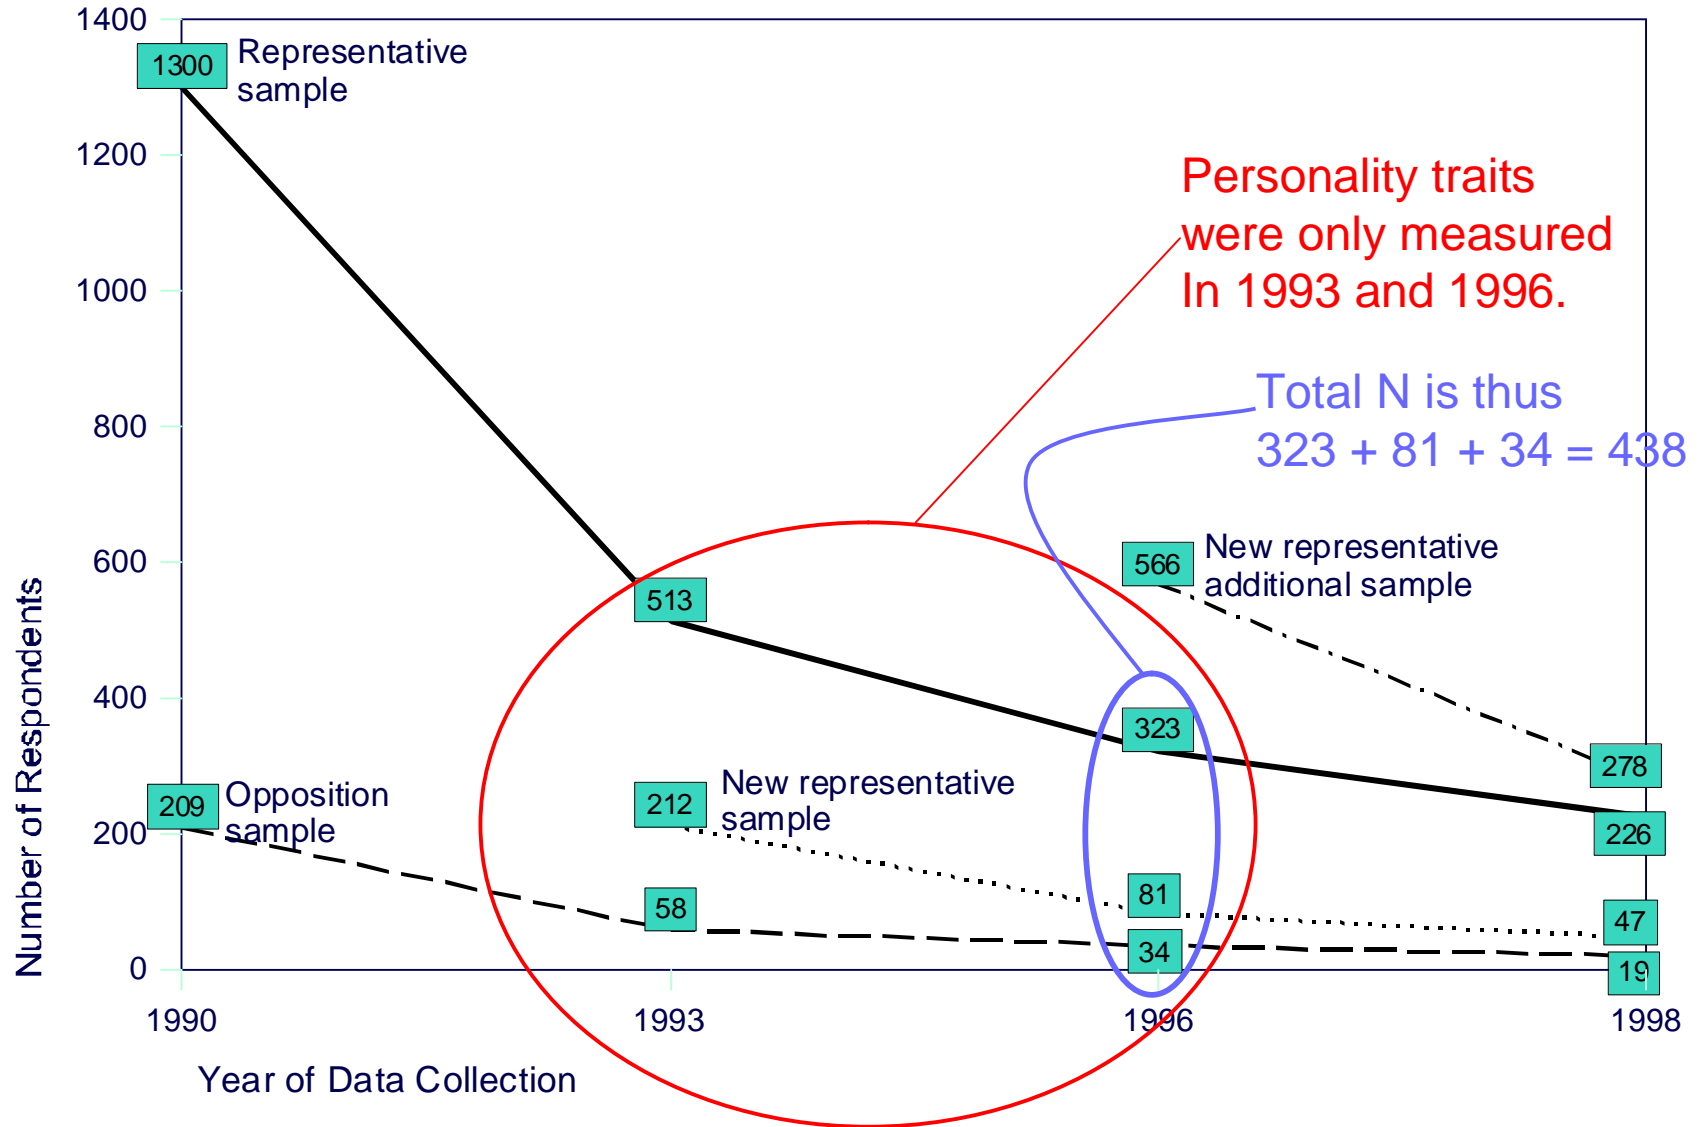 1400
1300
Representative
sample
1200
Personality traits
were only measured
In 1993 and 1996.
1000
Total N is thus
323 + 81 + 34 = 438
800
600
566
New representative
additional sample
513
400
323
278
226
209
Opposition
sample
212
New representative
sample
200
58
81
47
34
19
0
1990
1993
1996
1998
Number of Respondents
Year of Data Collection